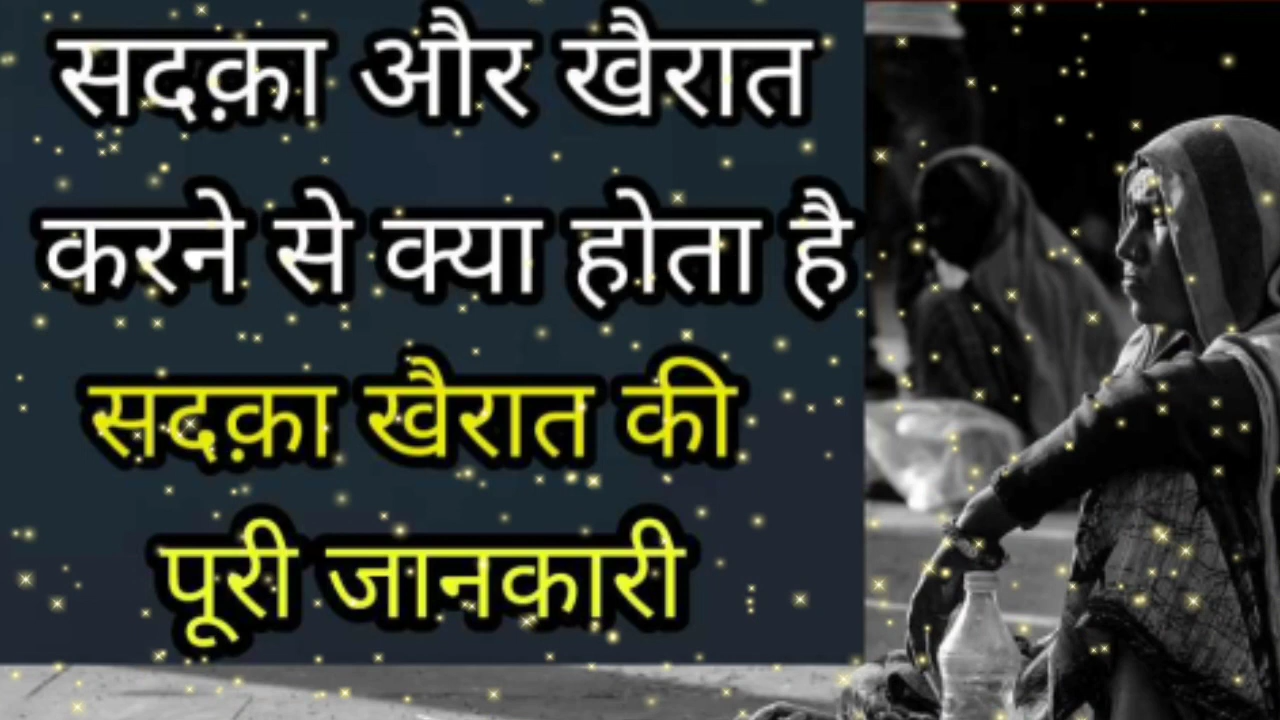 सदक़ा और खैरात
करने से क्या होता है
सदक़ा खैरात की
पूरी जानकारी